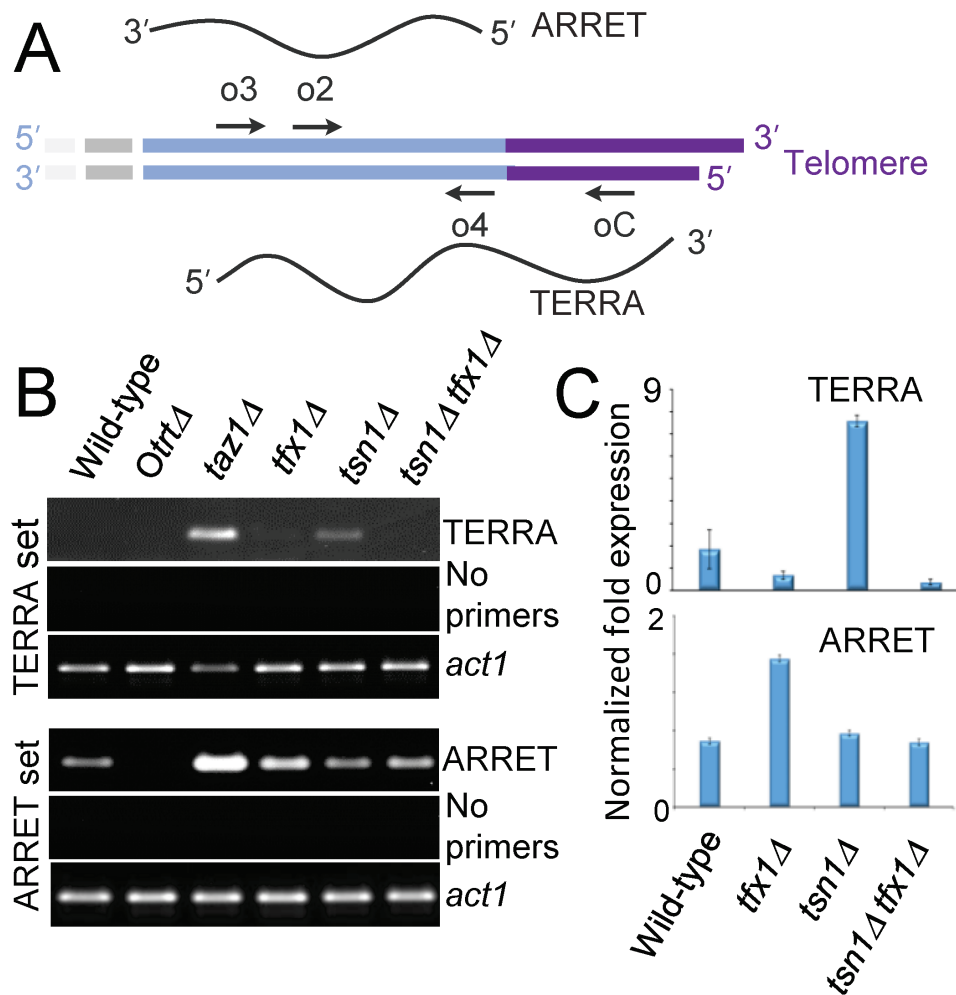 A
3′ 5′ ARRET
o3 o2
5′ 3′
3′ 5′ Telomere
o4 oC
5′ 3′
TERRA
B
Wild-type
Otrt∆
taz1∆
tfx1∆
tsn1∆
tsn1∆ tfx1∆
TERRA set
TERRA
No
primers
act1
ARRET set
ARRET
No
primers
act1
C
Normalized fold expression
9
TERRA
0
2
ARRET
0
Wild-type
tfx1∆
tsn1∆
tsn1∆ tfx1∆